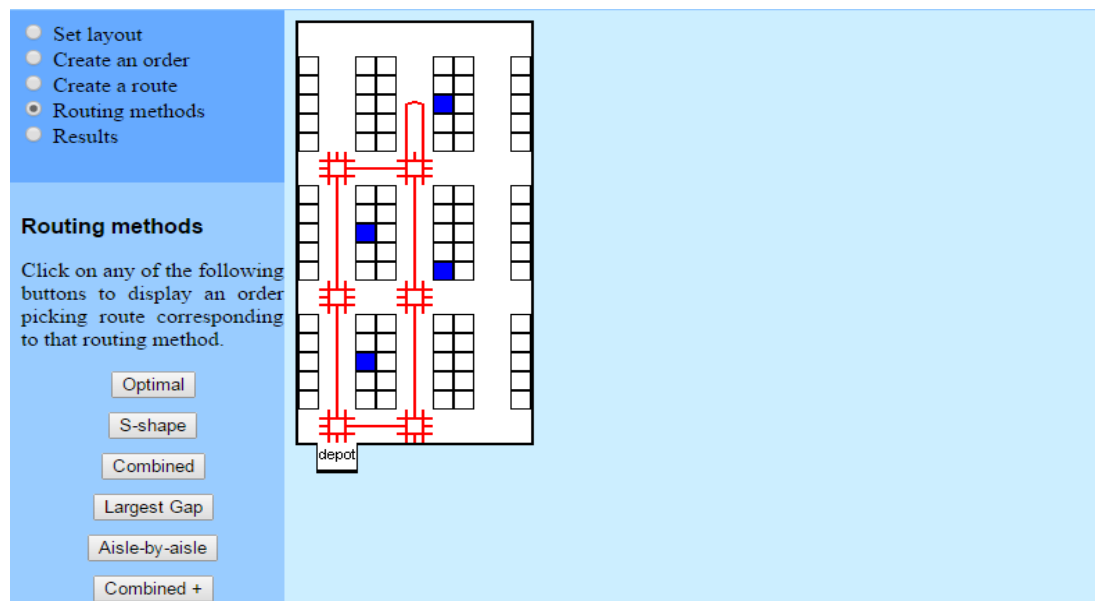 Set layout
Create an order
Create a route
Routing methods
Results
Routing methods
Click on any of the following
buttons to display an order
picking route corresponding
to that routing method.
Optimal
S-shape
Combined
Largest Gap
Aisle-by-aisle
Combined +
depot